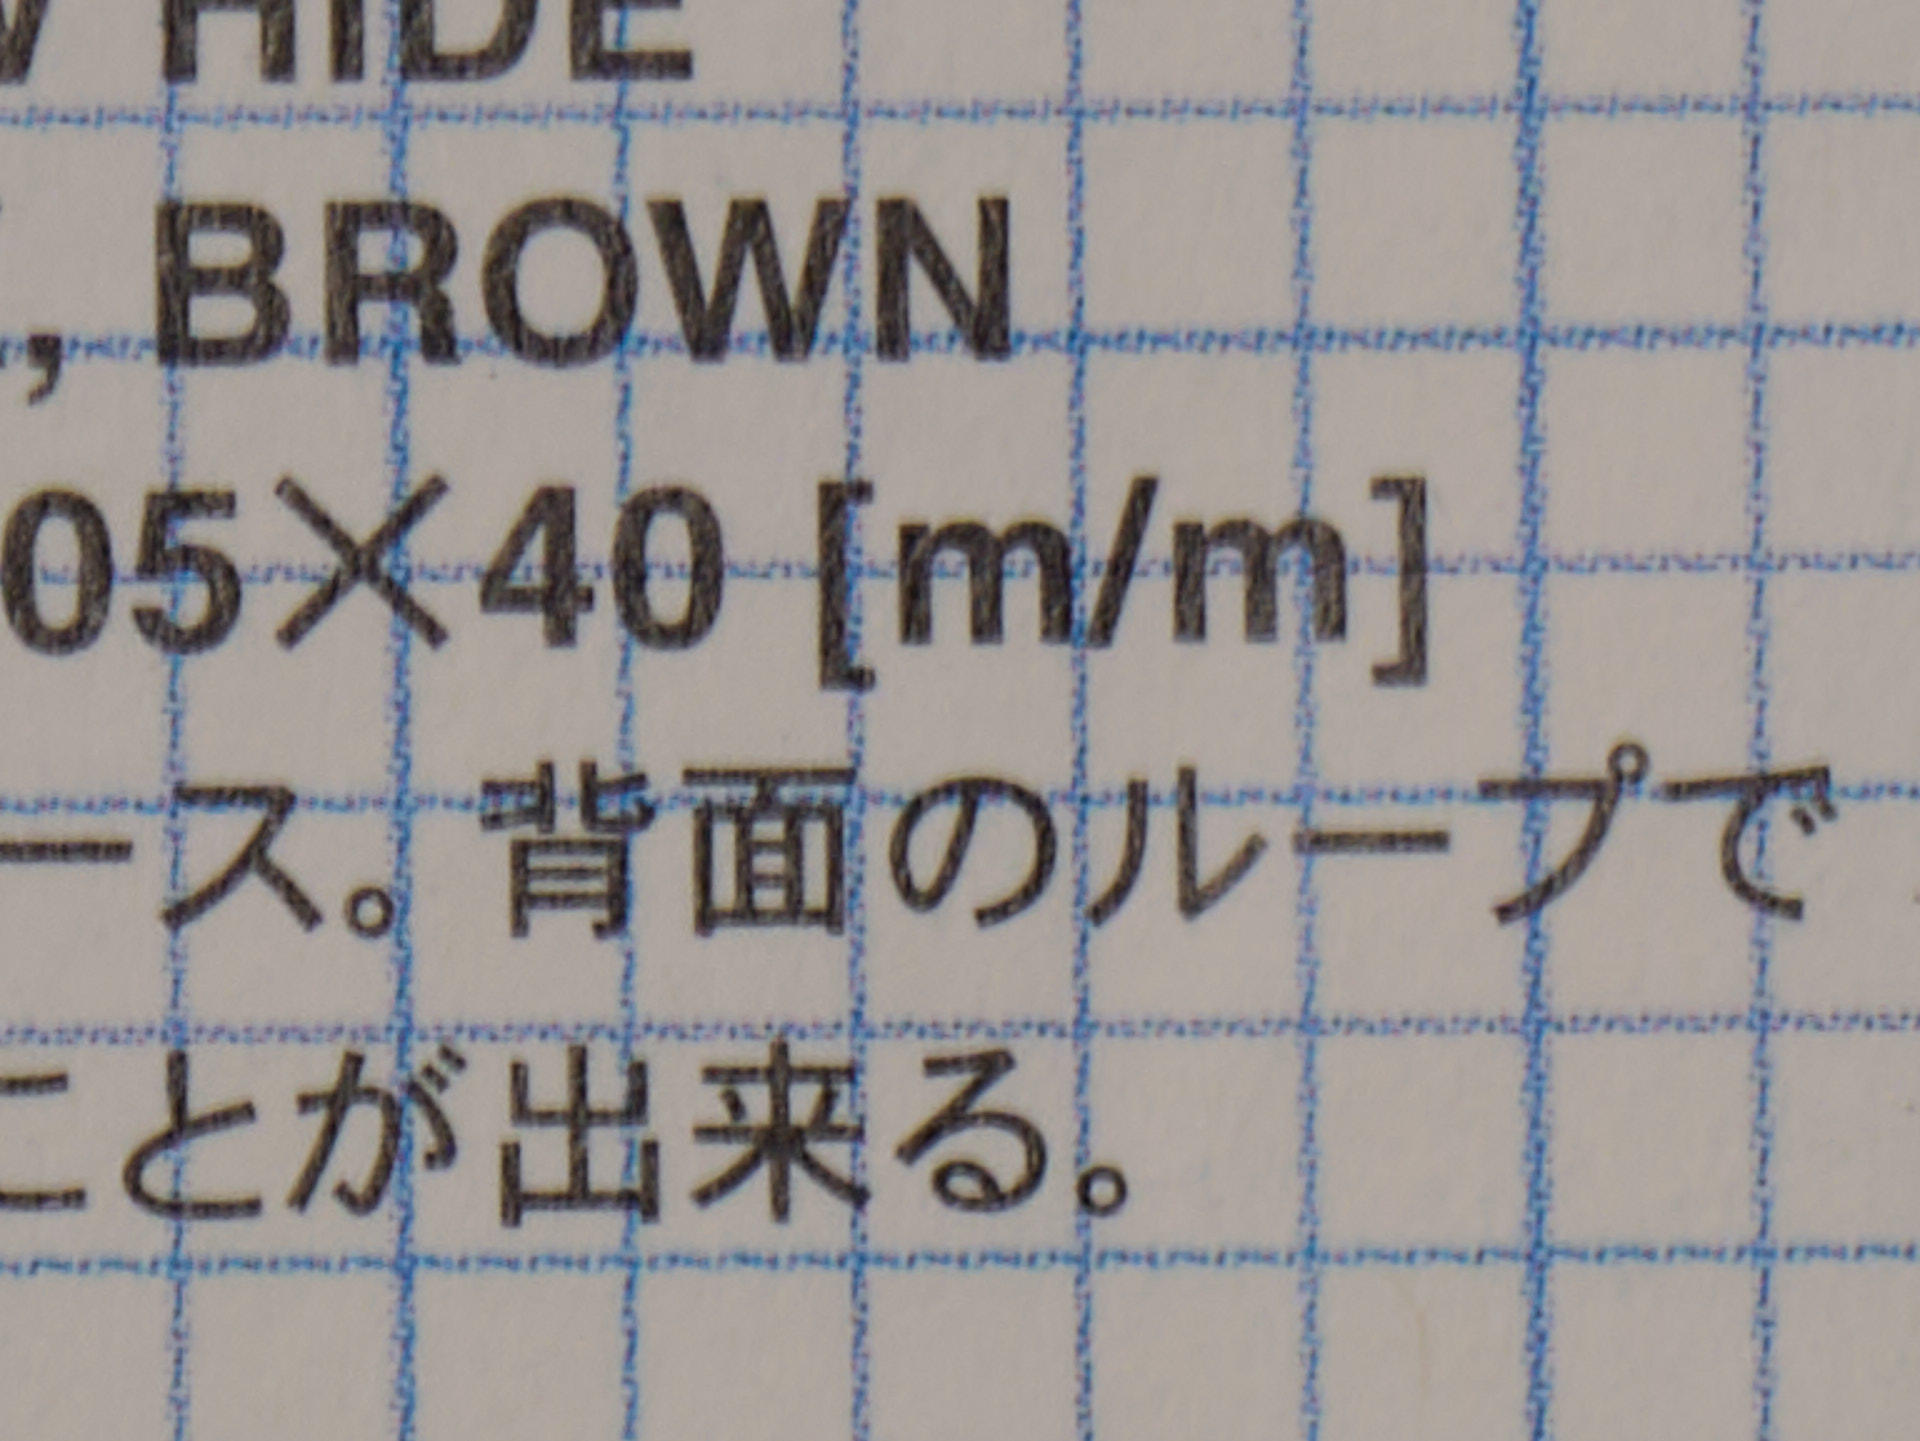 HIDE
, BROWN
05×40 [m/m]
ース。背面のループで
ことが出来る。